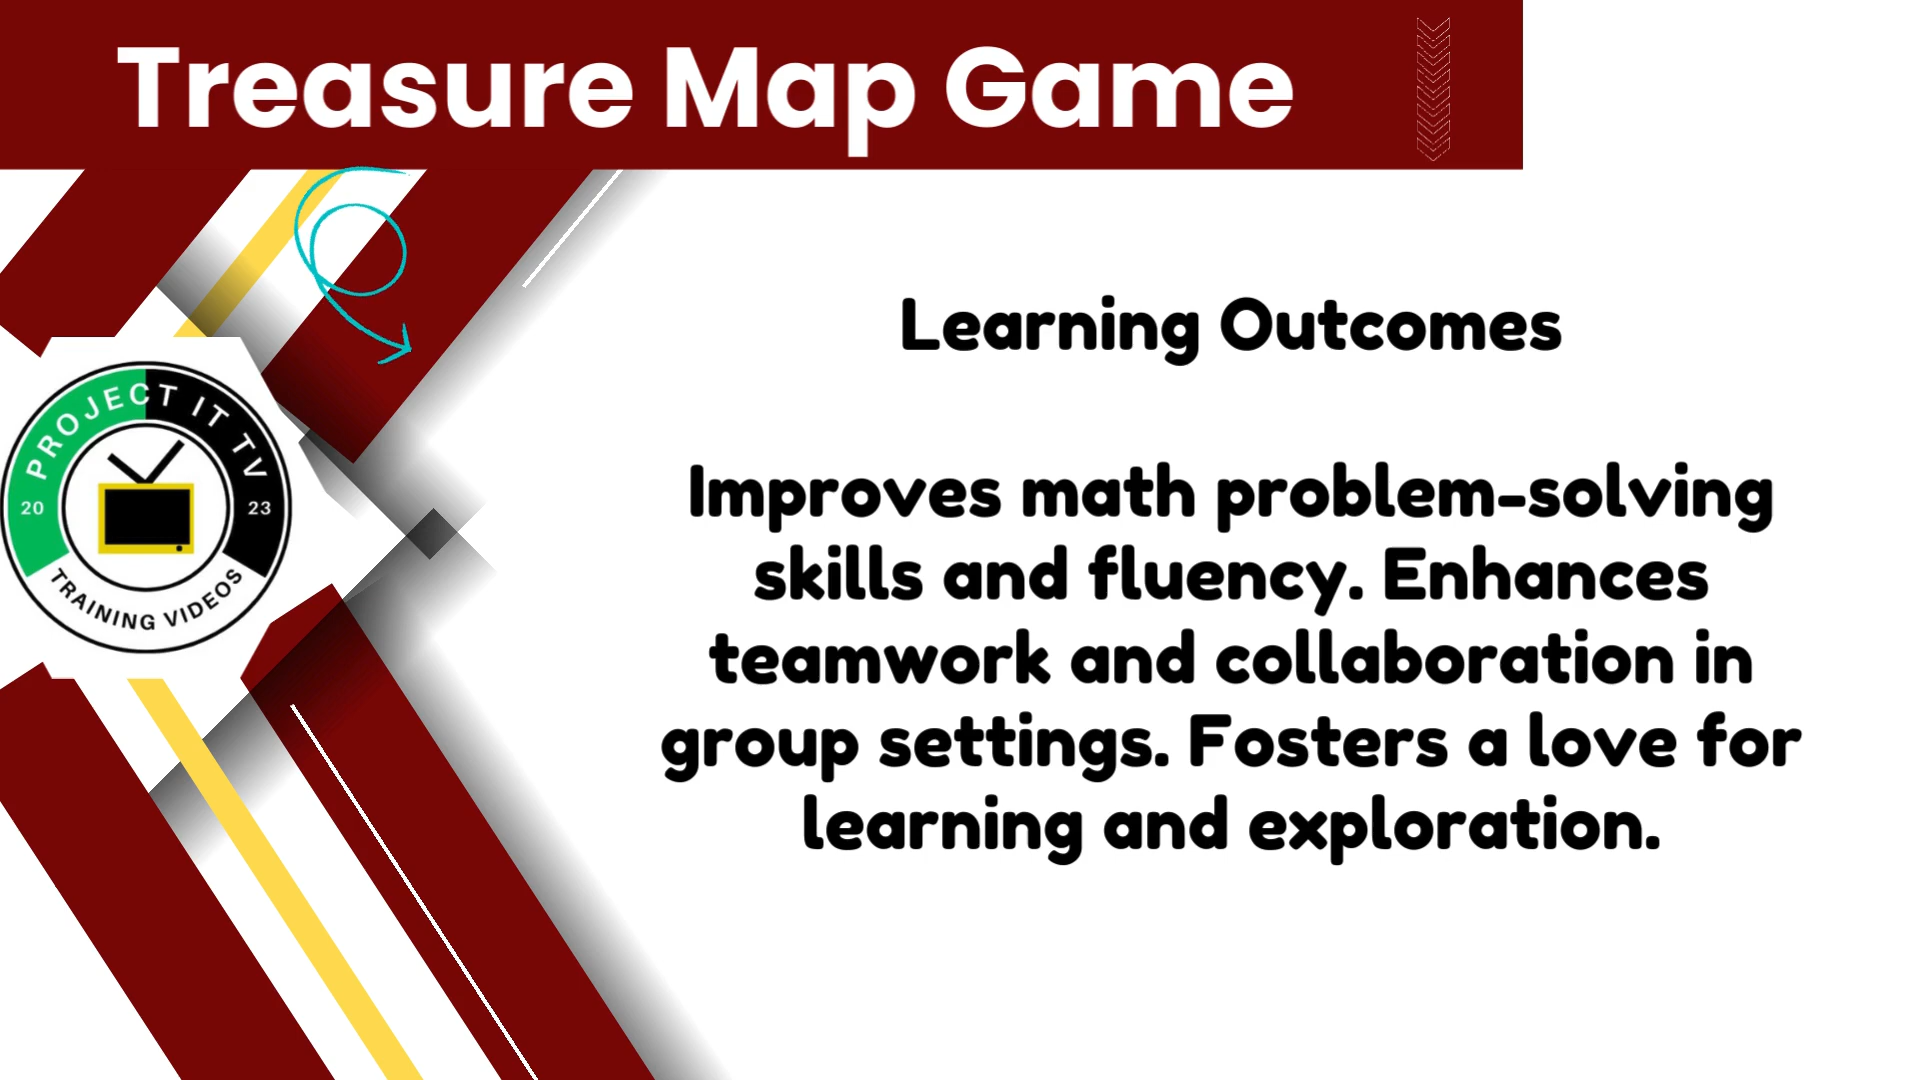 Treasure Map Game
Learning Outcomes
Improves math problem-solving
skills and fluency. Enhances
teamwork and collaboration in
group settings. Fosters a love for
learning and exploration.
PROJECT IT TV
20 23
TRAINING VIDEOS